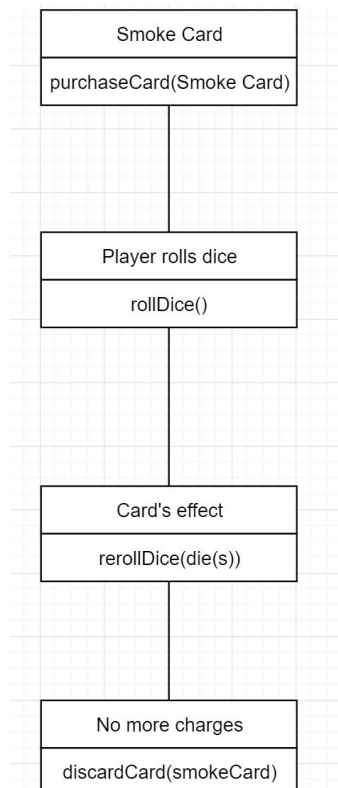 Smoke Card
purchaseCard(Smoke Card)
Player rolls dice
rollDice()
Card's effect
rerollDice(die(s))
No more charges
discardCard(smokeCard)